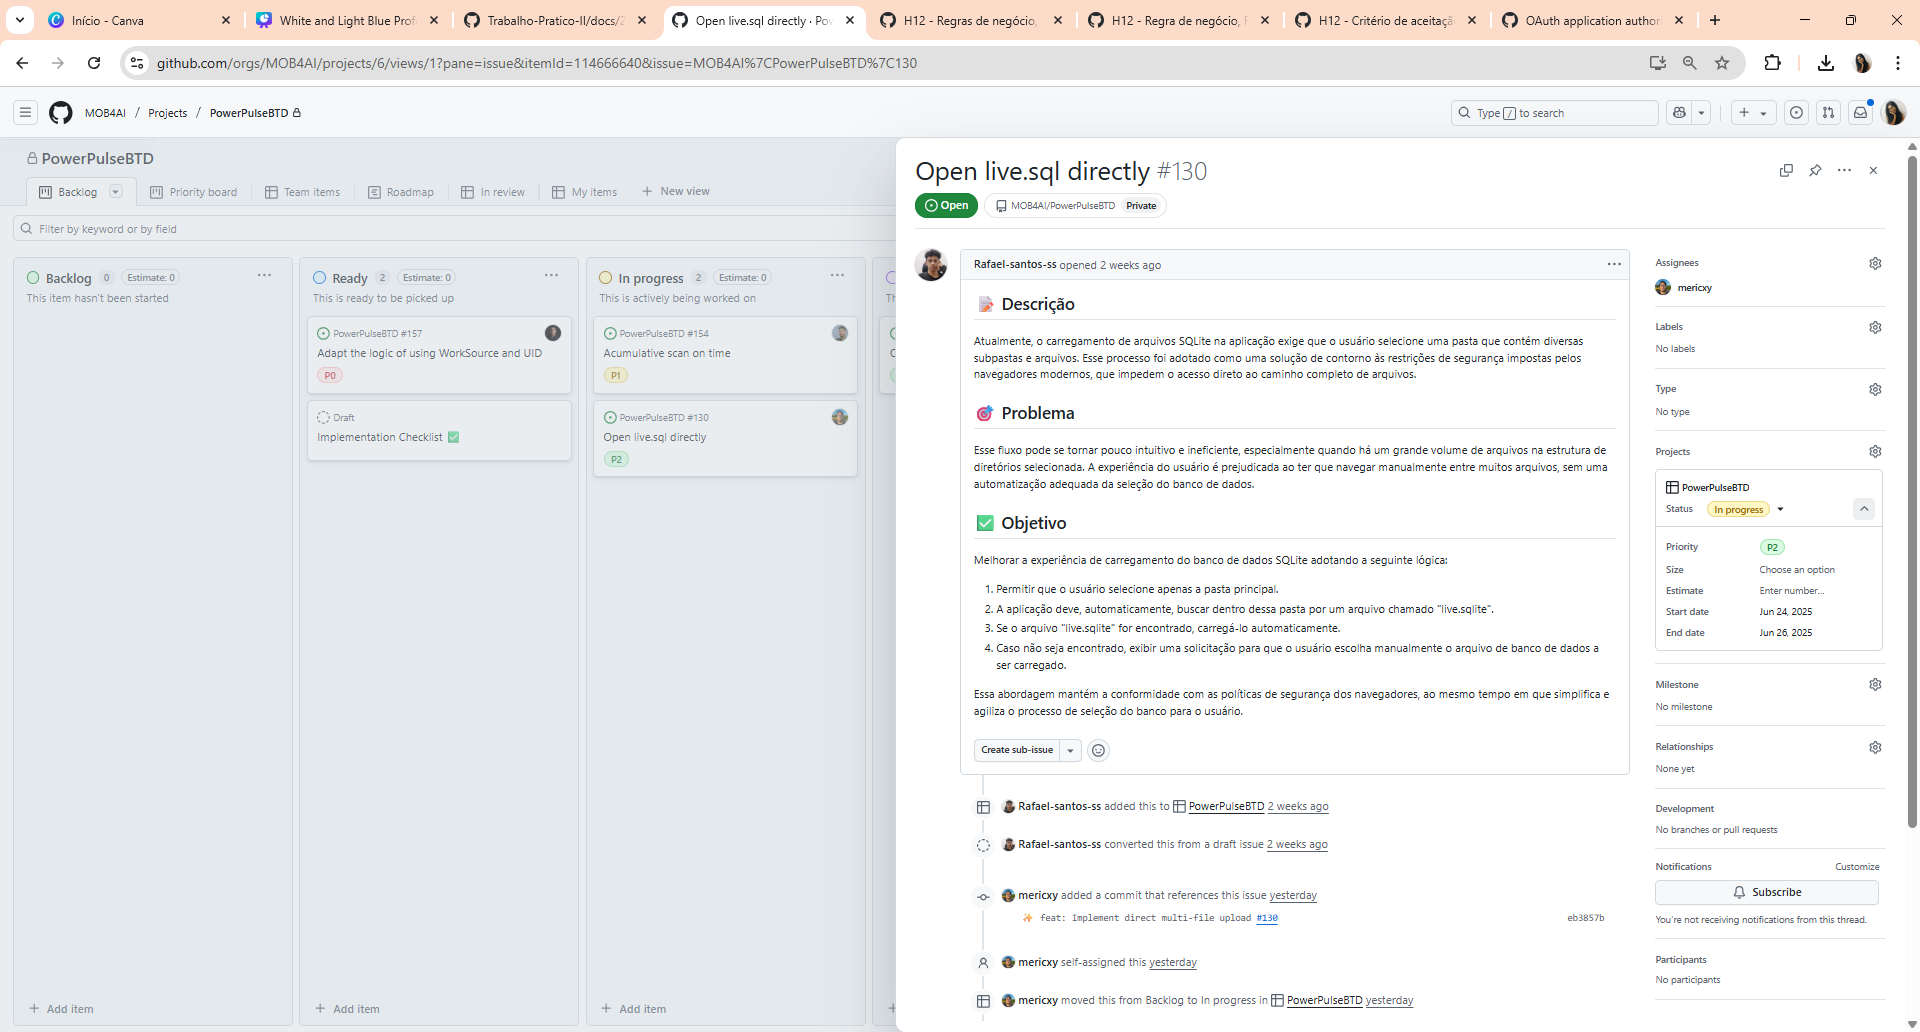 Início - Canva
White and Light Blue Prof
Trabalho-Pratico-II/docs/2
Open live.sql directly · Pow
H12 - Regras de negócio,
H12 - Regra de negócio, F
H12 - Critério de aceitaçã
OAuth application author
github.com/orgs/MOB4AI/projects/6/views/1?pane=issue&itemId=114666640&issue=MOB4AI%7CPowerPulseBTD%7C130
MOB4AI / Projects / PowerPulseBTD
Type / to search
PowerPulseBTD
Backlog
Priority board
Team items
Roadmap
In review
My items
New view
Filter by keyword or by field
Backlog 0 Estimate: 0
This item hasn't been started
Add item
Ready 2 Estimate: 0
This is ready to be picked up
PowerPulseBTD #157
Adapt the logic of using WorkSource and UID
P0
Draft
Implementation Checklist ✅
Add item
In progress 2 Estimate: 0
This is actively being worked on
PowerPulseBTD #154
Acumulative scan on time
P1
PowerPulseBTD #130
Open live.sql directly
P2
Add item
Open live.sql directly #130
Open
MOB4AI/PowerPulseBTD Private
Rafael-santos-ss opened 2 weeks ago
📝 Descrição
Atualmente, o carregamento de arquivos SQLite na aplicação exige que o usuário selecione uma pasta que contém diversas
subpastas e arquivos. Esse processo foi adotado como uma solução de contorno às restrições de segurança impostas pelos
navegadores modernos, que impedem o acesso direto ao caminho completo de arquivos.
🎯 Problema
Esse fluxo pode se tornar pouco intuitivo e ineficiente, especialmente quando há um grande volume de arquivos na estrutura de
diretórios selecionada. A experiência do usuário é prejudicada ao ter que navegar manualmente entre muitos arquivos, sem uma
automatização adequada da seleção do banco de dados.
✅ Objetivo
Melhorar a experiência de carregamento do banco de dados SQLite adotando a seguinte lógica:
1. Permitir que o usuário selecione apenas a pasta principal.
2. A aplicação deve, automaticamente, buscar dentro dessa pasta por um arquivo chamado "live.sqlite".
3. Se o arquivo "live.sqlite" for encontrado, carregá-lo automaticamente.
4. Caso não seja encontrado, exibir uma solicitação para que o usuário escolha manualmente o arquivo de banco de dados a
ser carregado.
Essa abordagem mantém a conformidade com as políticas de segurança dos navegadores, ao mesmo tempo em que simplifica e
agiliza o processo de seleção do banco para o usuário.
Create sub-issue
Rafael-santos-ss added this to PowerPulseBTD 2 weeks ago
Rafael-santos-ss converted this from a draft issue 2 weeks ago
mericxy added a commit that references this issue yesterday
✨ feat: Implement direct multi-file upload #130 eb3857b
mericxy self-assigned this yesterday
mericxy moved this from Backlog to In progress in PowerPulseBTD yesterday
Assignees
mericxy
Labels
No labels
Type
No type
Projects
PowerPulseBTD
Status In progress
Priority P2
Size Choose an option
Estimate Enter number...
Start date Jun 24, 2025
End date Jun 26, 2025
Milestone
No milestone
Relationships
None yet
Development
No branches or pull requests
Notifications Customize
Subscribe
You're not receiving notifications from this thread.
Participants
No participants